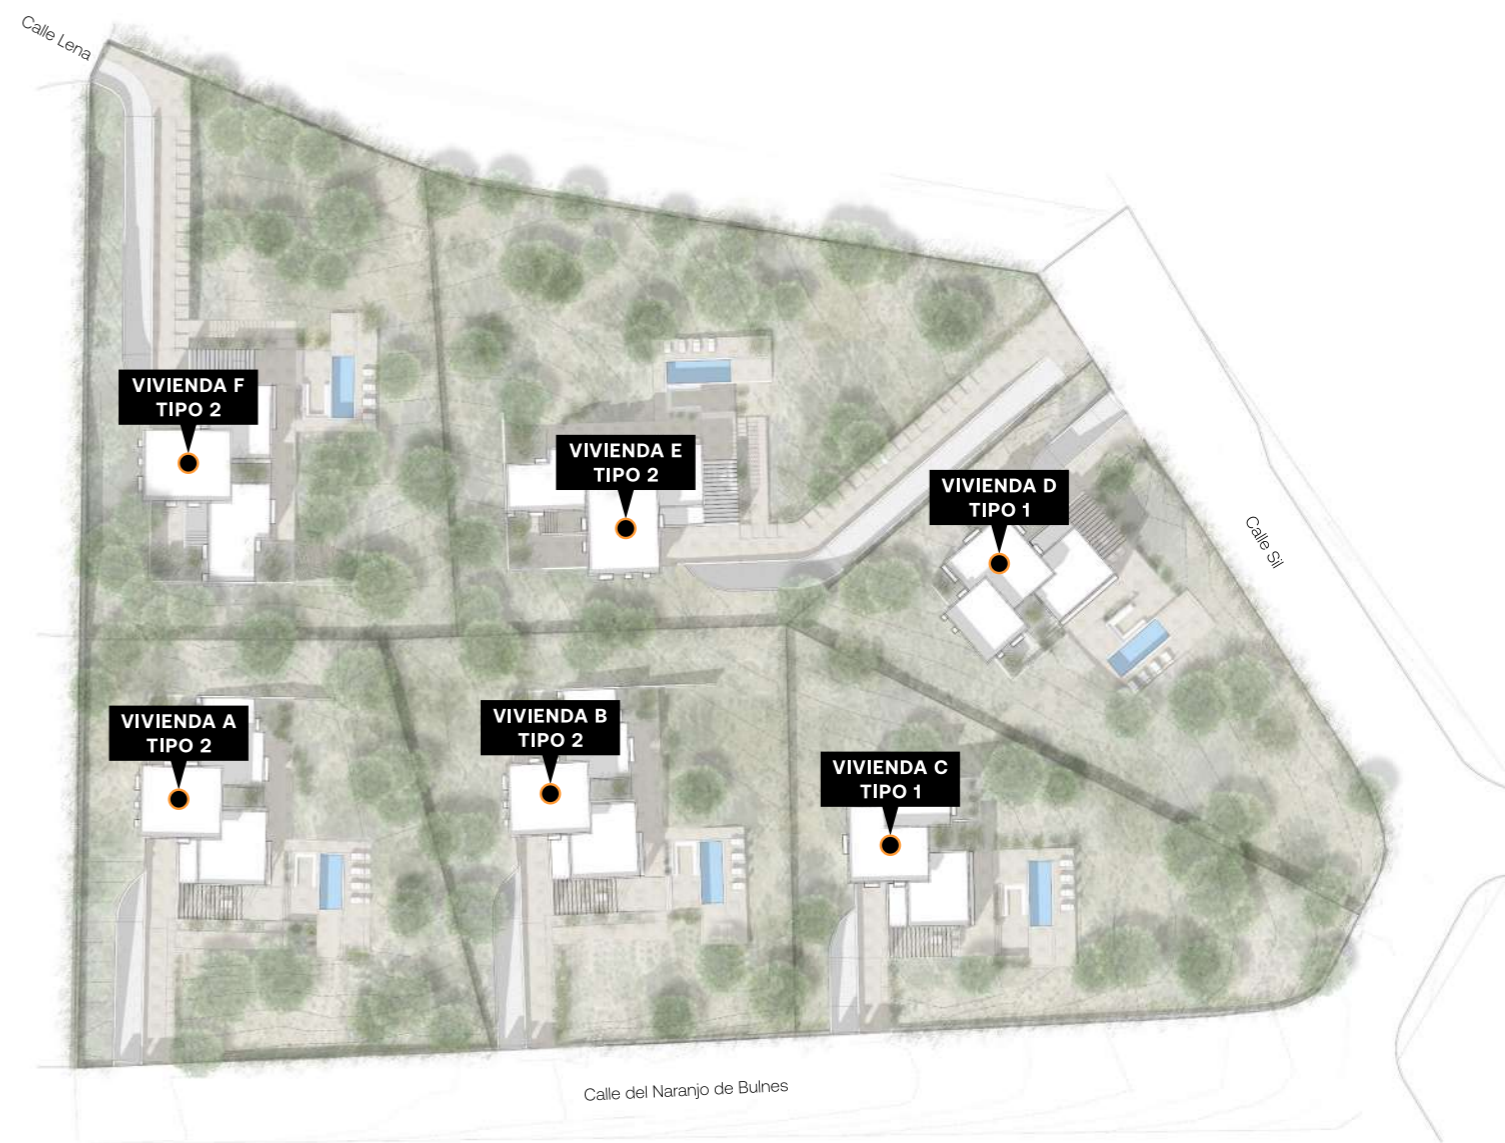 Calle Lena
VIVIENDA F
TIPO 2
VIVIENDA E
TIPO 2
VIVIENDA D
TIPO 1
Calle Sil
VIVIENDA A
TIPO 2
VIVIENDA B
TIPO 2
VIVIENDA C
TIPO 1
Calle del Naranjo de Bulnes